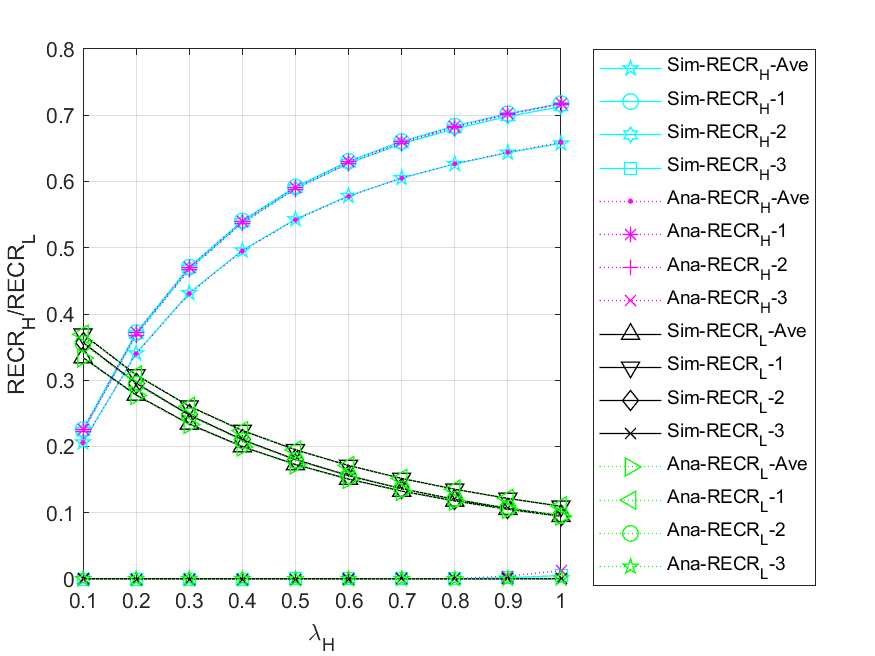 0.8
0.7
0.6
0.5
0.4
0.3
0.2
0.1
0
RECR_H/RECR_L
0.1 0.2 0.3 0.4 0.5 0.6 0.7 0.8 0.9 1
λ_H
Sim-RECR_H-Ave
Sim-RECR_H-1
Sim-RECR_H-2
Sim-RECR_H-3
Ana-RECR_H-Ave
Ana-RECR_H-1
Ana-RECR_H-2
Ana-RECR_H-3
Sim-RECR_L-Ave
Sim-RECR_L-1
Sim-RECR_L-2
Sim-RECR_L-3
Ana-RECR_L-Ave
Ana-RECR_L-1
Ana-RECR_L-2
Ana-RECR_L-3